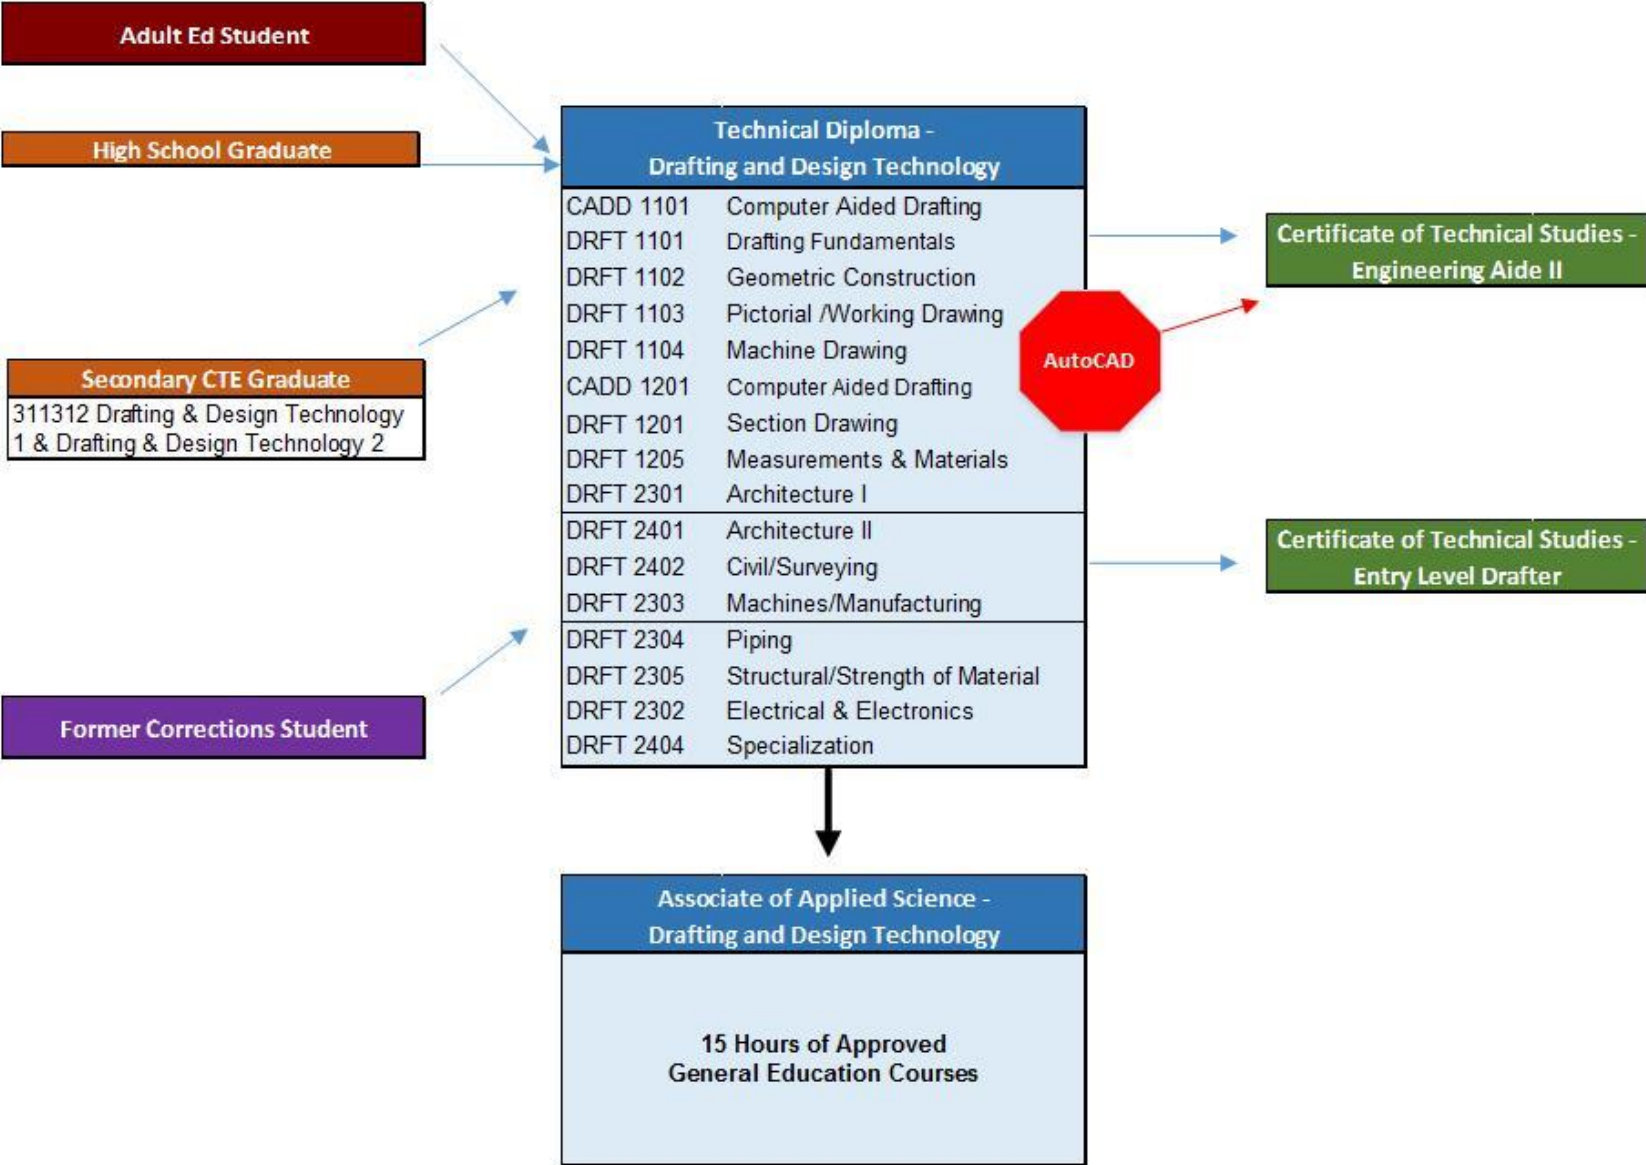 Adult Ed Student
High School Graduate
Secondary CTE Graduate
311312 Drafting & Design Technology
1 & Drafting & Design Technology 2
Former Corrections Student
Technical Diploma -
Drafting and Design Technology
CADD 1101 Computer Aided Drafting
DRFT 1101 Drafting Fundamentals
DRFT 1102 Geometric Construction
DRFT 1103 Pictorial /Working Drawing
DRFT 1104 Machine Drawing
CADD 1201 Computer Aided Drafting
DRFT 1201 Section Drawing
DRFT 1205 Measurements & Materials
DRFT 2301 Architecture I
DRFT 2401 Architecture II
DRFT 2402 Civil/Surveying
DRFT 2303 Machines/Manufacturing
DRFT 2304 Piping
DRFT 2305 Structural/Strength of Material
DRFT 2302 Electrical & Electronics
DRFT 2404 Specialization
AutoCAD
Certificate of Technical Studies -
Engineering Aide II
Certificate of Technical Studies -
Entry Level Drafter
Associate of Applied Science -
Drafting and Design Technology
15 Hours of Approved
General Education Courses